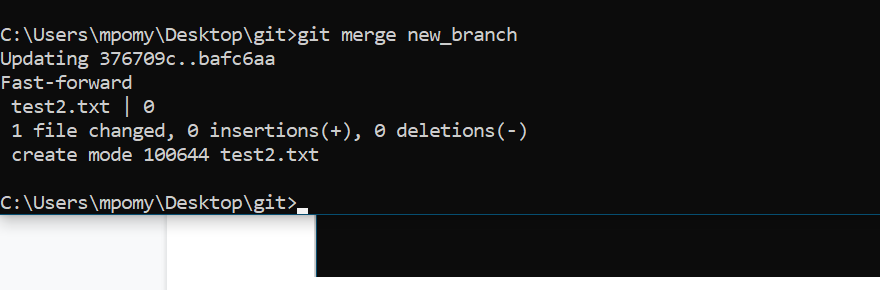 C:\Users\mpomy\Desktop\git>git merge new_branch
Updating 376709c..bafc6aa
Fast-forward
 test2.txt | 0
 1 file changed, 0 insertions(+), 0 deletions(-)
 create mode 100644 test2.txt
C:\Users\mpomy\Desktop\git>